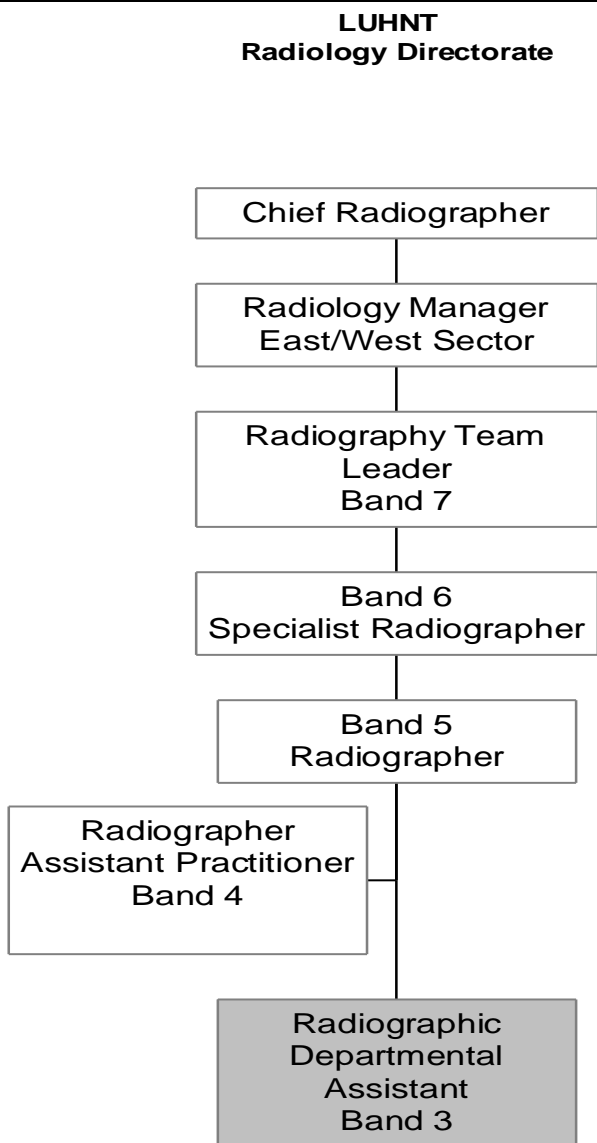 LUHNT
Radiology Directorate
Chief Radiographer
Radiology Manager
East/West Sector
Radiography Team
Leader
Band 7
Band 6
Specialist Radiographer
Band 5
Radiographer
Radiographer
Assistant Practitioner
Band 4
Radiographic
Departmental
Assistant
Band 3